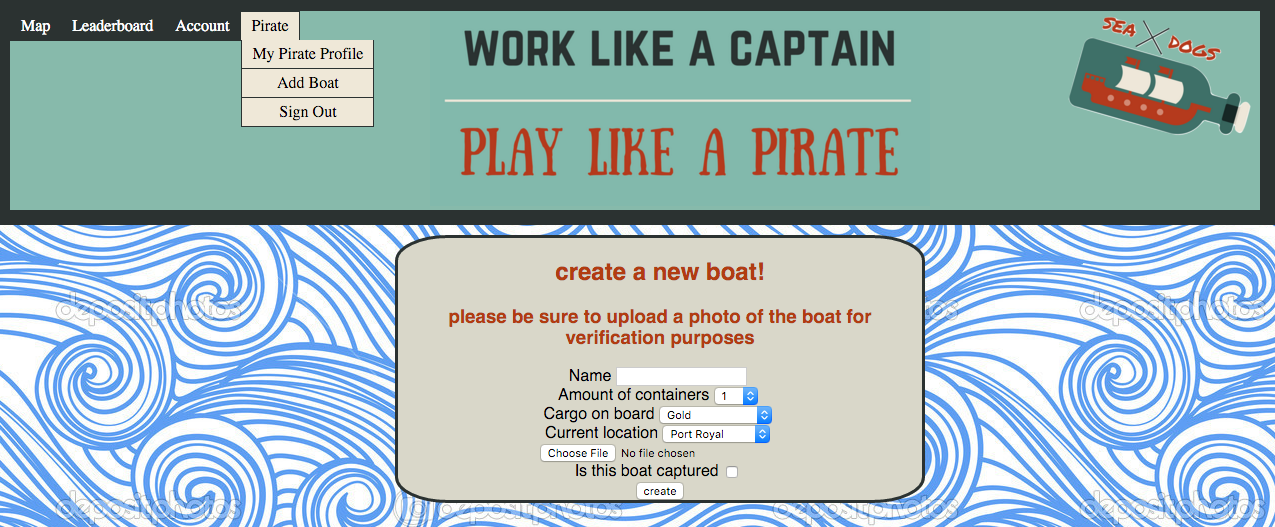 Map Leaderboard Account Pirate
My Pirate Profile
Add Boat
Sign Out
WORK LIKE A CAPTAIN
PLAY LIKE A PIRATE
SEA DOGS
create a new boat!
please be sure to upload a photo of the boat for
verification purposes
Name
Amount of containers 1
Cargo on board Gold
Current location Port Royal
Choose File No file chosen
Is this boat captured
create
depositphotos
depositphotos
depositphotos
depositphotos
depositphotos
depositphotos
depositphotos